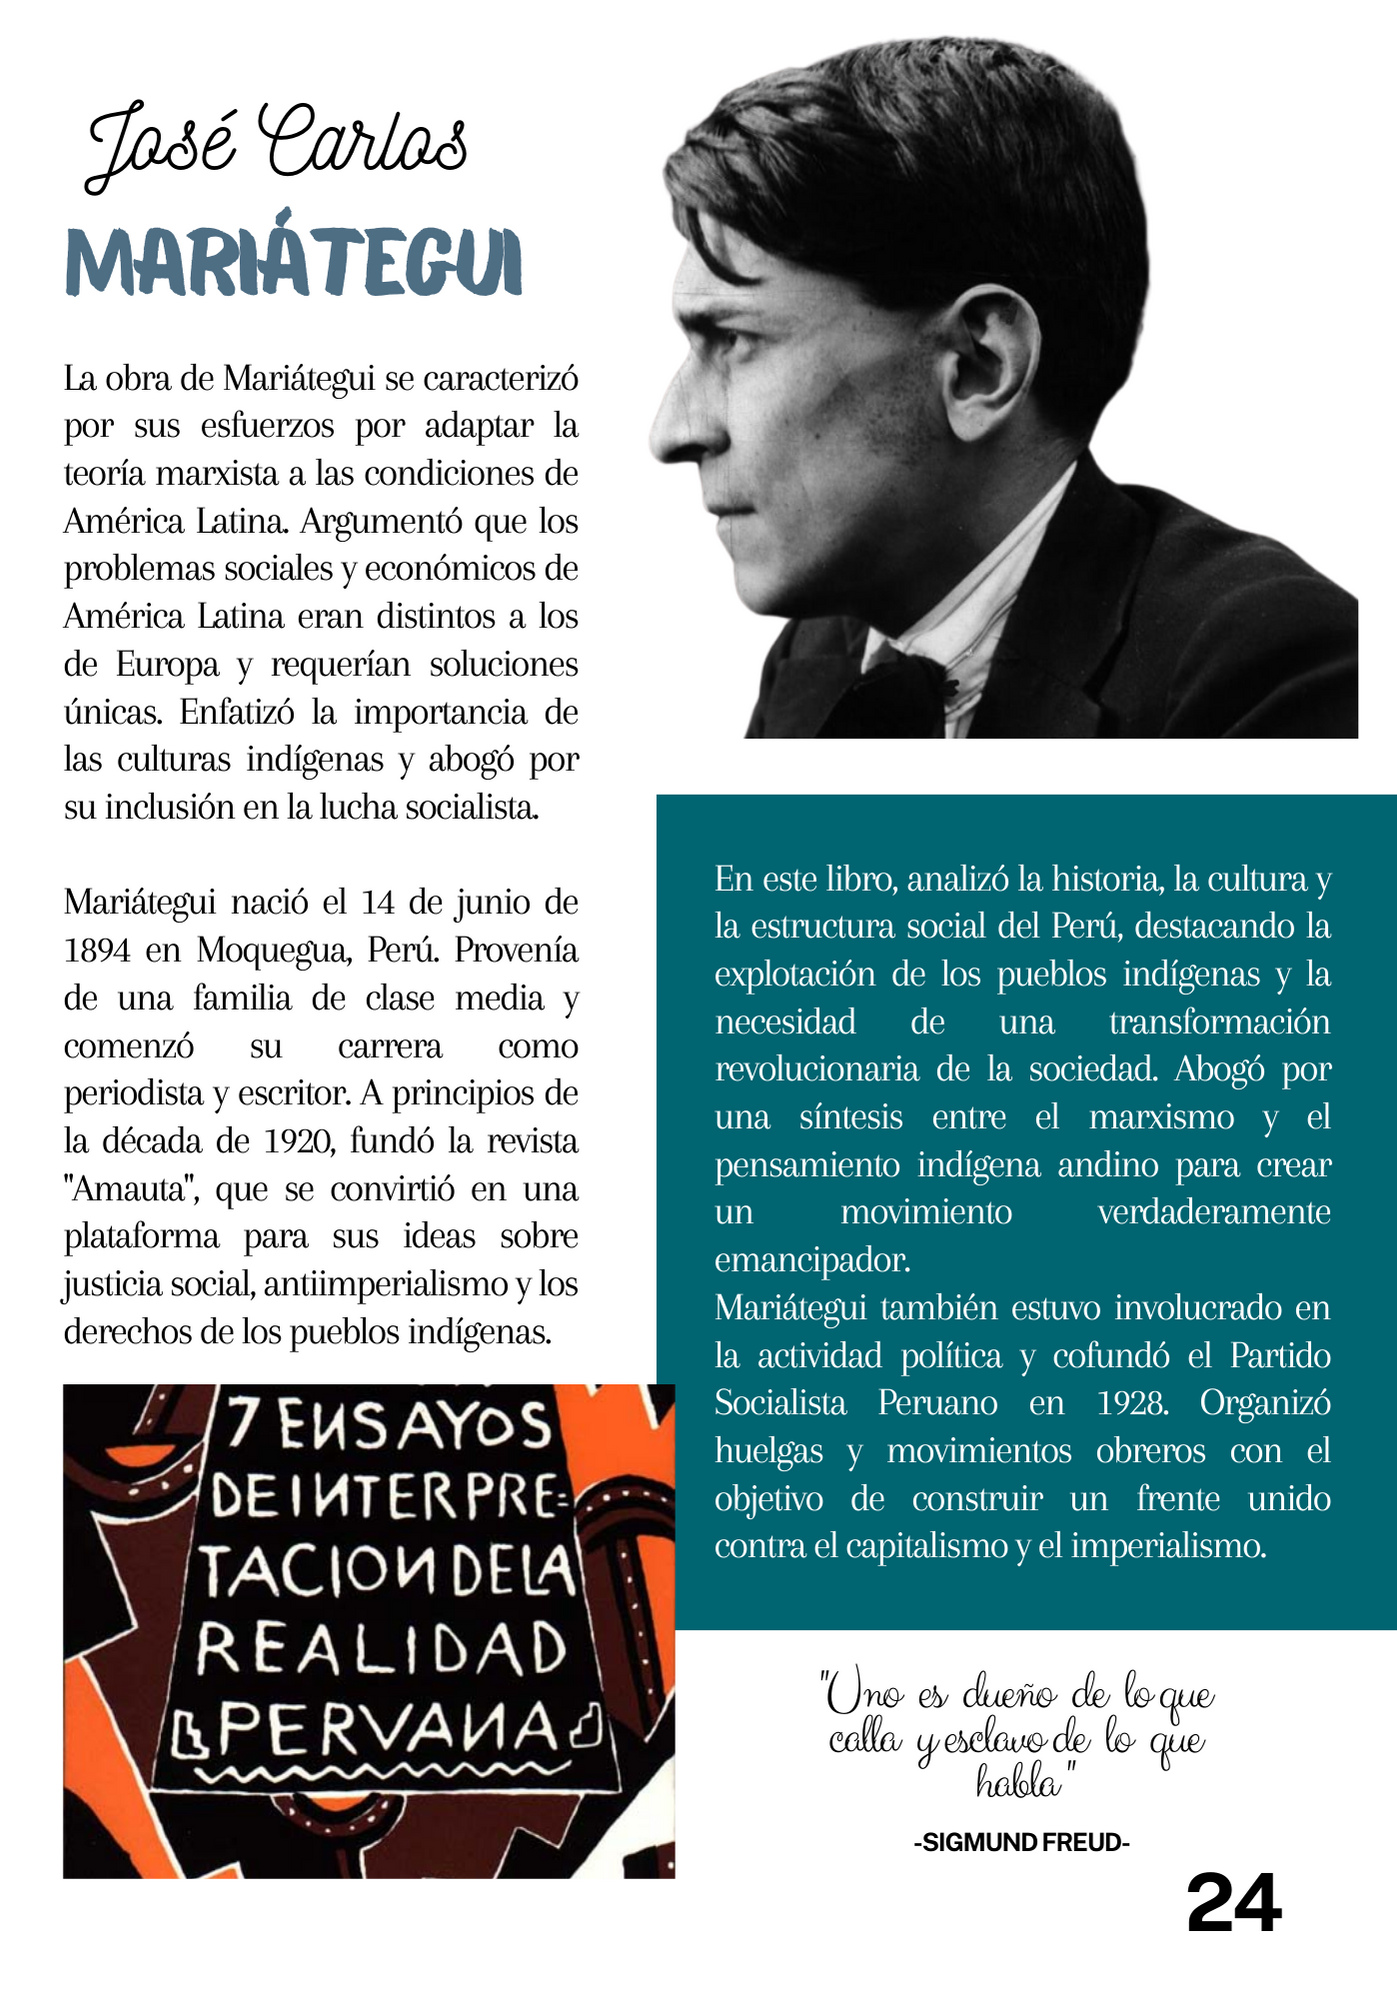 José Carlos
MARIÁTEGUI
La obra de Mariátegui se caracterizó
por sus esfuerzos por adaptar la
teoría marxista a las condiciones de
América Latina. Argumentó que los
problemas sociales y económicos de
América Latina eran distintos a los
de Europa y requerían soluciones
únicas. Enfatizó la importancia de
las culturas indígenas y abogó por
su inclusión en la lucha socialista.
Mariátegui nació el 14 de junio de
1894 en Moquegua, Perú. Provenía
de una familia de clase media y
comenzó su carrera como
periodista y escritor. A principios de
la década de 1920, fundó la revista
"Amauta", que se convirtió en una
plataforma para sus ideas sobre
justicia social, antiimperialismo y los
derechos de los pueblos indígenas.
7 ENSAYOS
DE INTERPRE=
TACION DE LA
REALIDAD
PERVANA
En este libro, analizó la historia, la cultura y
la estructura social del Perú, destacando la
explotación de los pueblos indígenas y la
necesidad de una transformación
revolucionaria de la sociedad. Abogó por
una síntesis entre el marxismo y el
pensamiento indígena andino para crear
un movimiento verdaderamente
emancipador.
Mariátegui también estuvo involucrado en
la actividad política y cofundó el Partido
Socialista Peruano en 1928. Organizó
huelgas y movimientos obreros con el
objetivo de construir un frente unido
contra el capitalismo y el imperialismo.
"Uno es dueño de lo que
calla y esclavo de lo que
habla"
-SIGMUND FREUD-
24